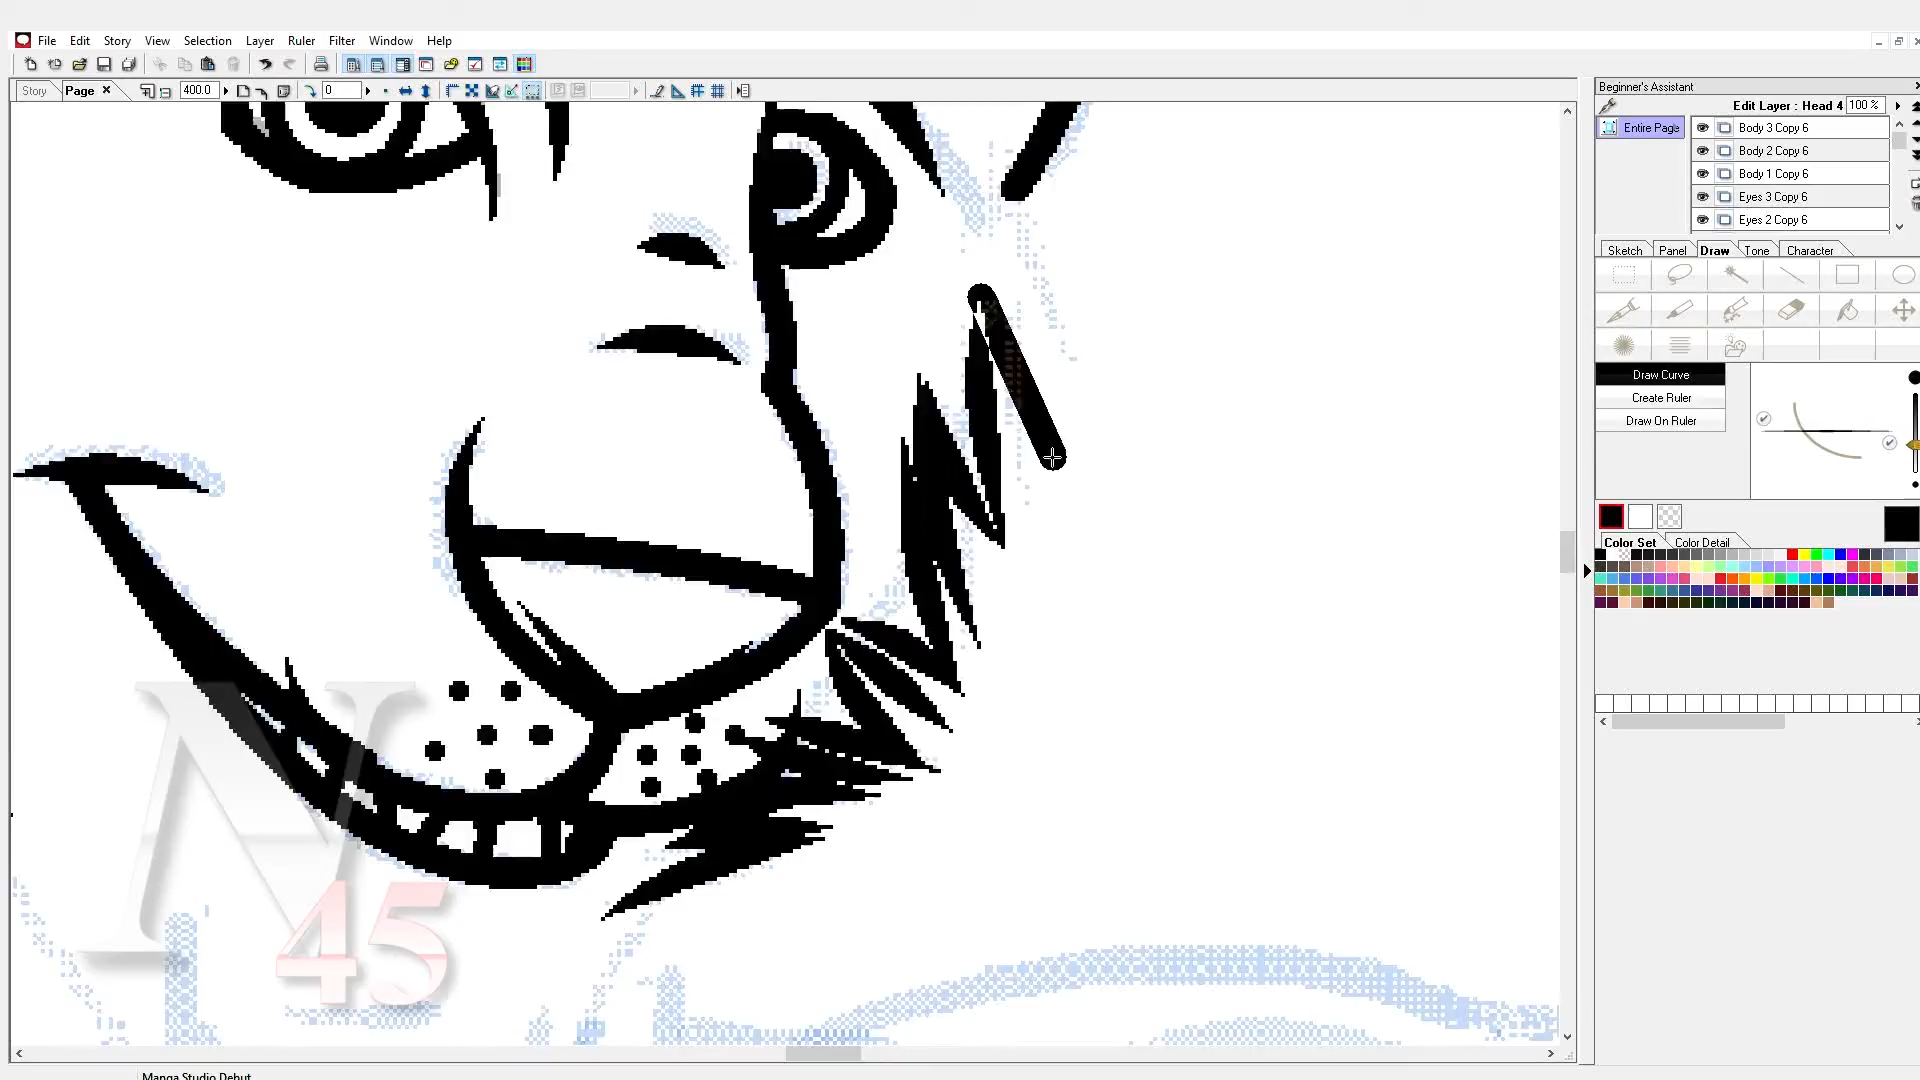 File Edit Story View Selection Layer Ruler Filter Window Help
Story Page 400.0 0
Beginner's Assistant
Edit Layer : Head 4 100 %
Entire Page
Body 3 Copy 6
Body 2 Copy 6
Body 1 Copy 6
Eyes 3 Copy 6
Eyes 2 Copy 6
Sketch Panel Draw Tone Character
Draw Curve
Create Ruler
Draw On Ruler
Color Set Color Detail
N
45
Manga Studio Debut